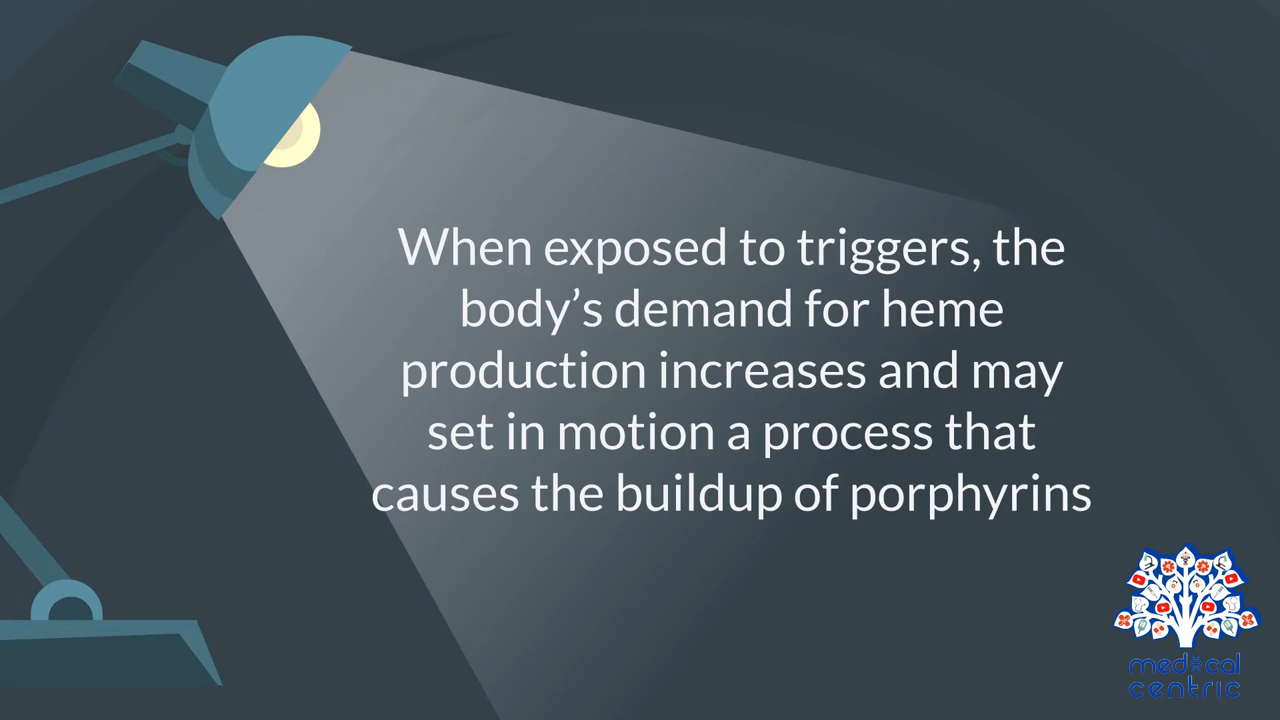 When exposed to triggers, the
body’s demand for heme
production increases and may
set in motion a process that
causes the buildup of porphyrins
medical
centric